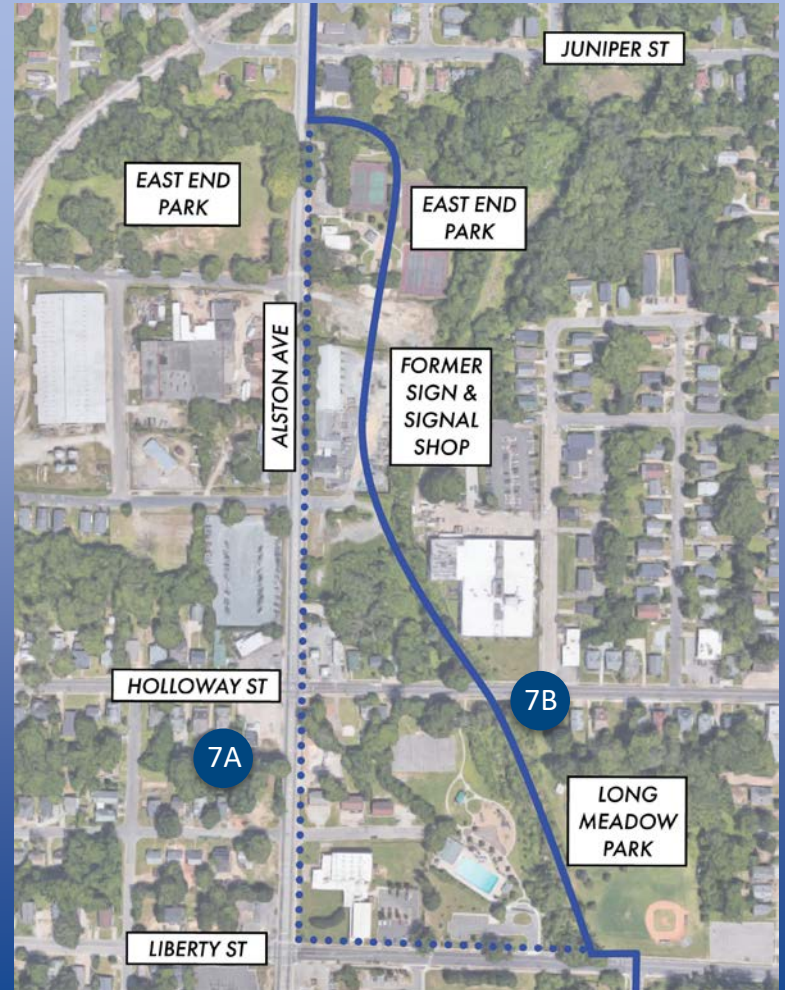 JUNIPER ST
EAST END
PARK
EAST END
PARK
ALSTON AVE
FORMER
SIGN &
SIGNAL
SHOP
HOLLOWAY ST
7B
7A
LONG
MEADOW
PARK
LIBERTY ST